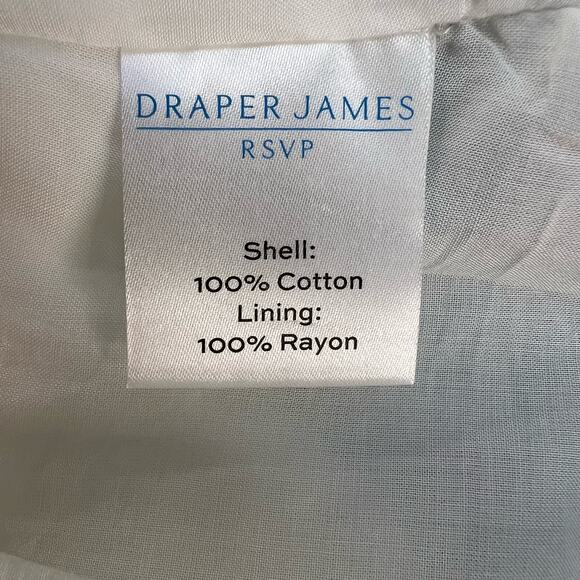 DRAPER JAMES
RSVP
Shell:
100% Cotton
Lining:
100% Rayon